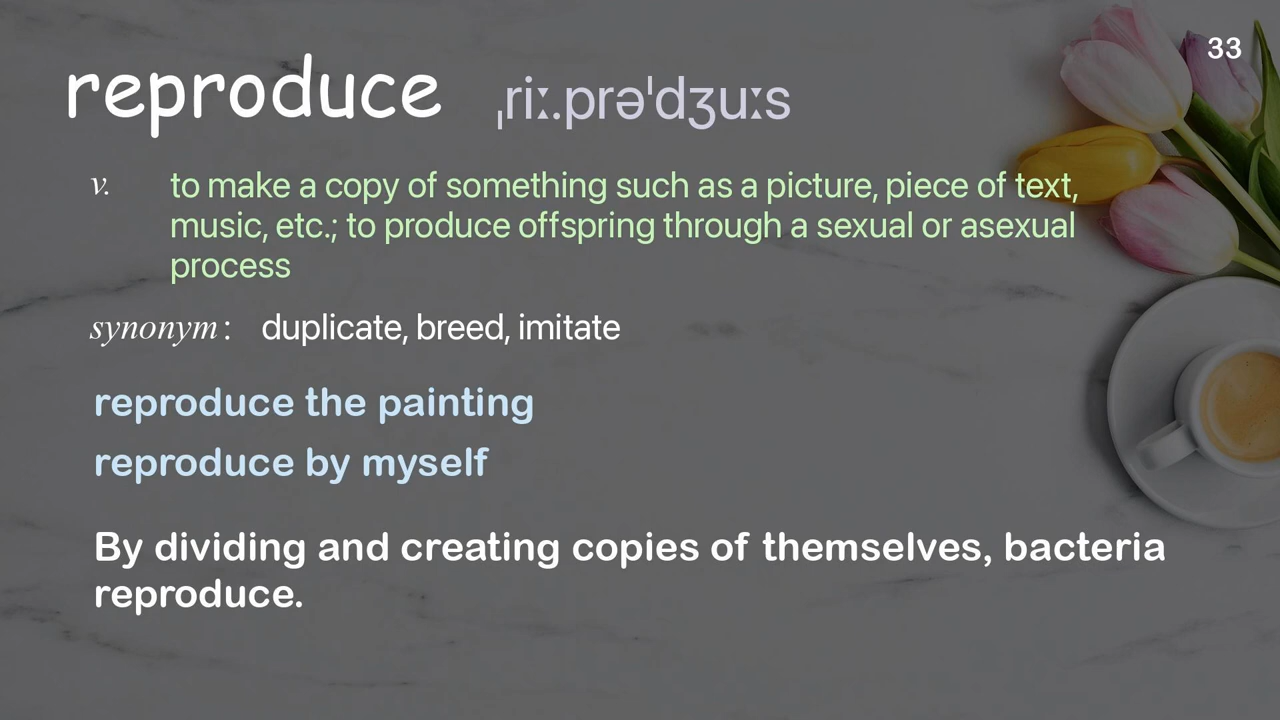 33
reproduce ˌriː.prəˈdʒuːs
v. to make a copy of something such as a picture, piece of text,
music, etc.; to produce offspring through a sexual or asexual
process
synonym: duplicate, breed, imitate
reproduce the painting
reproduce by myself
By dividing and creating copies of themselves, bacteria
reproduce.